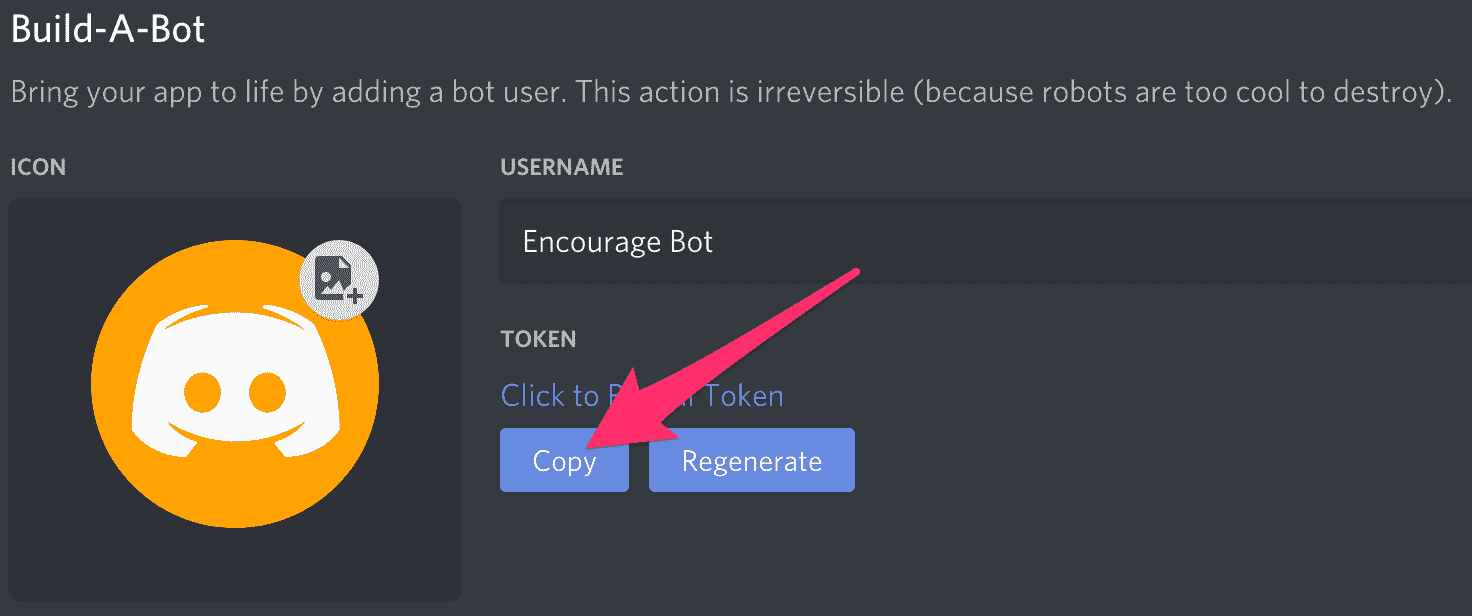 Build-A-Bot
Bring your app to life by adding a bot user. This action is irreversible (because robots are too cool to destroy).
ICON
USERNAME
Encourage Bot
TOKEN
Click to Token
Copy
Regenerate